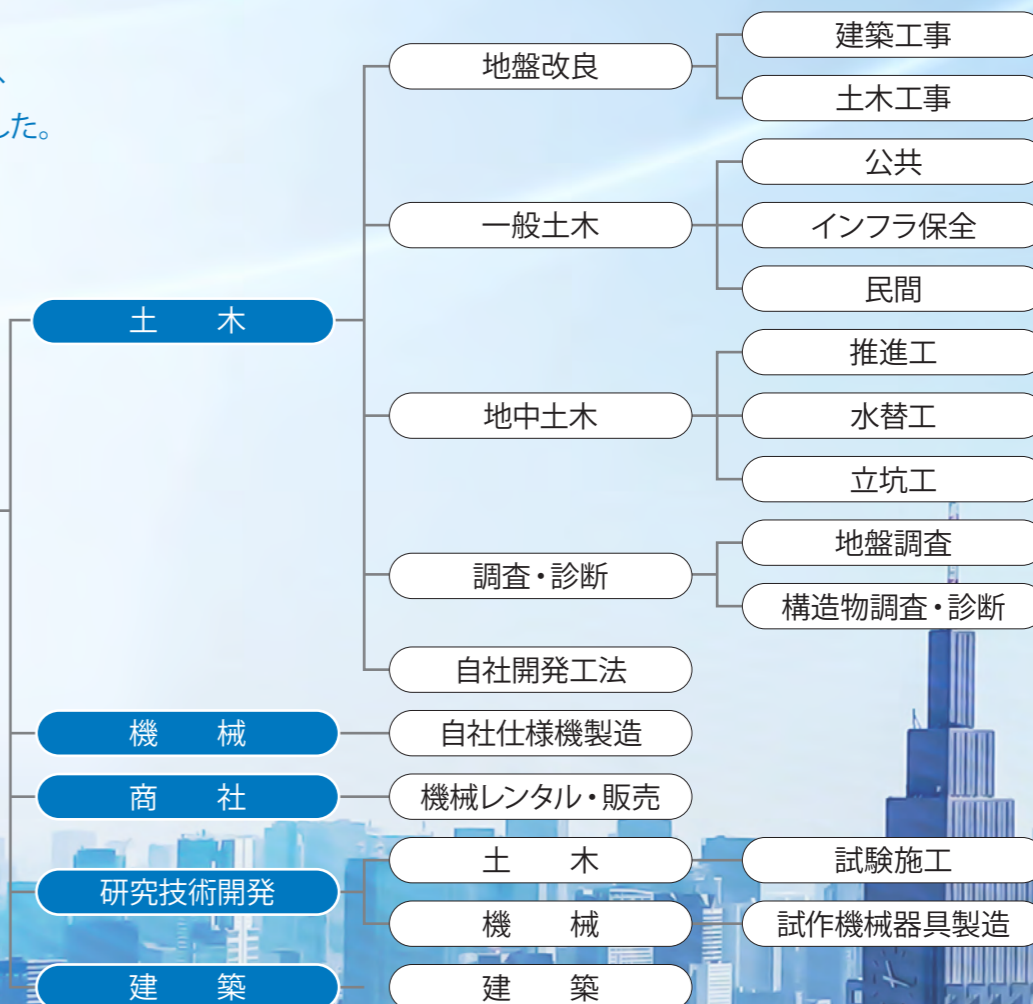 、
した。
土　木
地盤改良
建築工事
土木工事
一般土木
公共
インフラ保全
民間
地中土木
推進工
水替工
立坑工
調査・診断
地盤調査
構造物調査・診断
自社開発工法
機　械
自社仕様機製造
商　社
機械レンタル・販売
研究技術開発
土　木
試験施工
機　械
試作機械器具製造
建　築
建　築